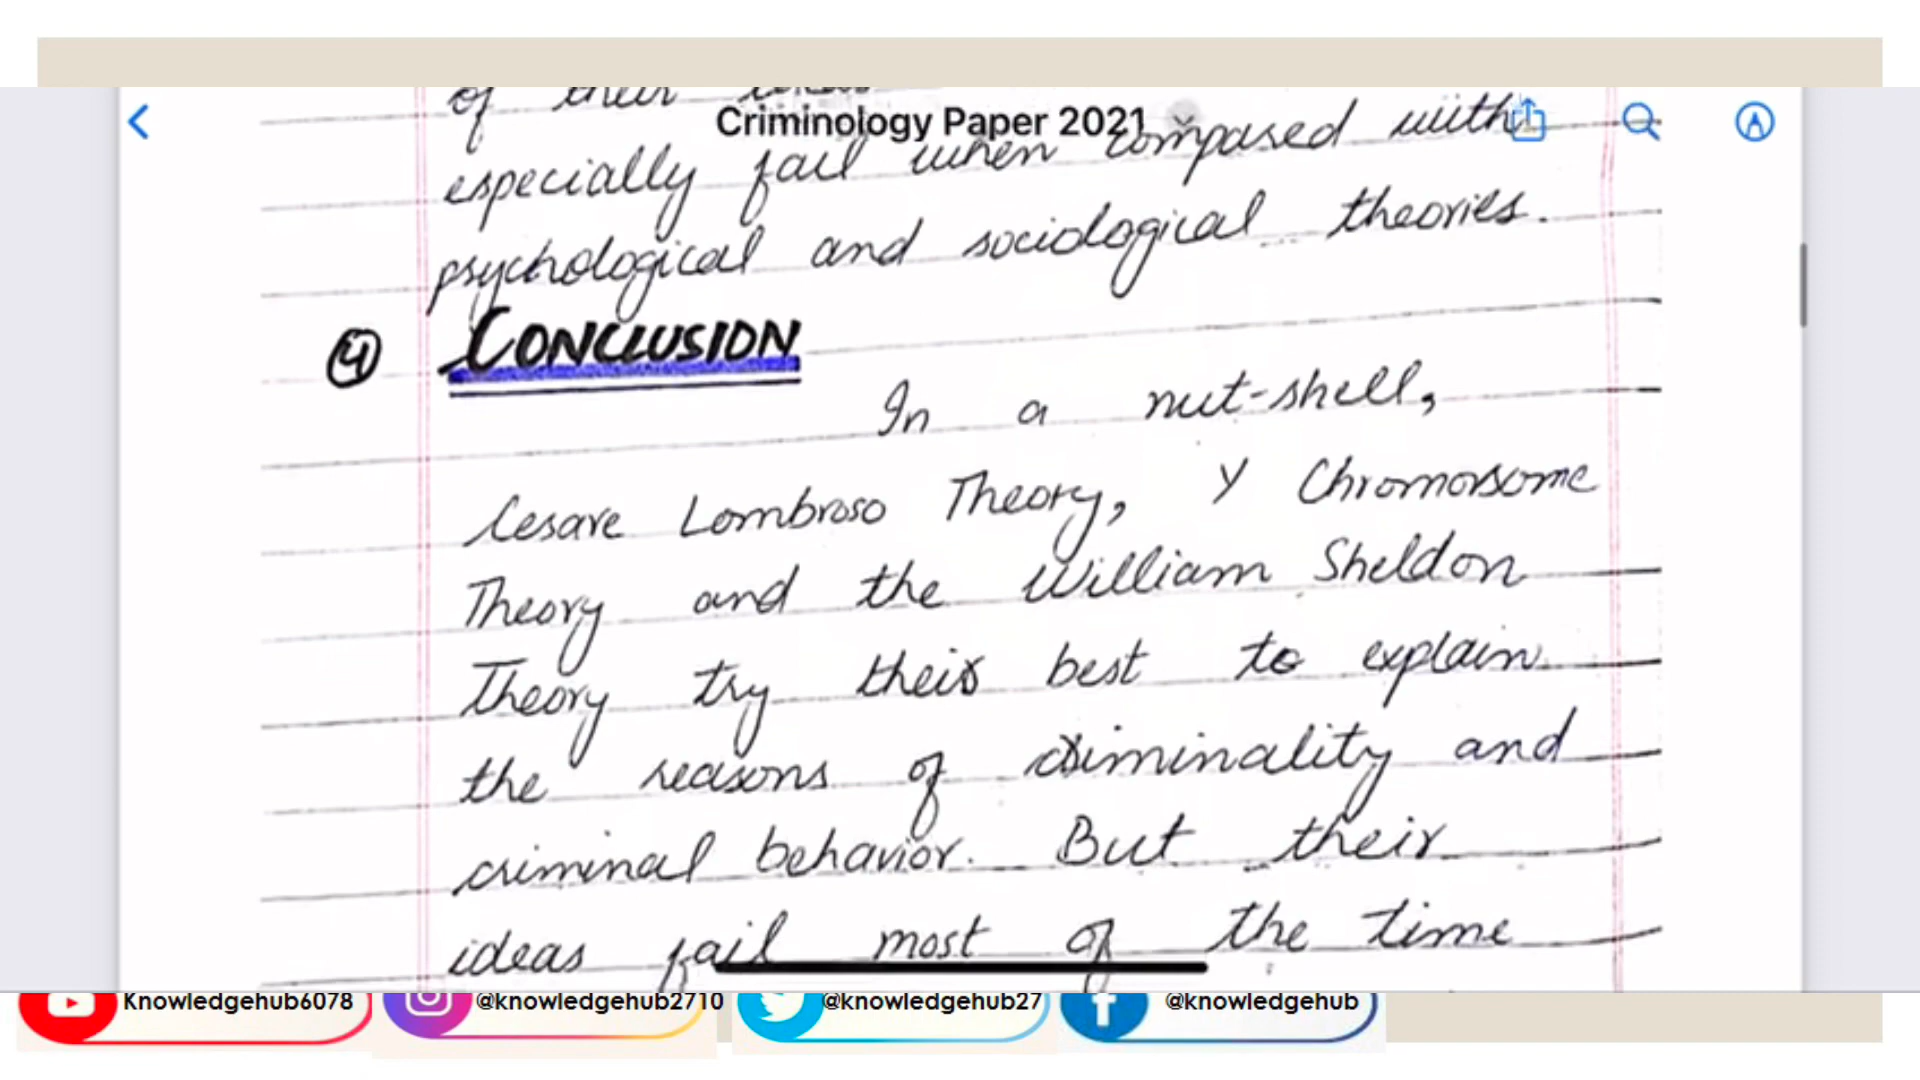 of their
Criminology Paper 2021
especially fail when compared with
psychological and sociological theories.
④ CONCLUSION
In a nut-shell,
Cesare Lombroso Theory, Y Chromosome
Theory and the William Sheldon
Theory try their best to explain
the reasons of criminality and
criminal behavior. But their
ideas fail most of the time
Knowledgehub6078 @knowledgehub2710 @knowledgehub27 @knowledgehub